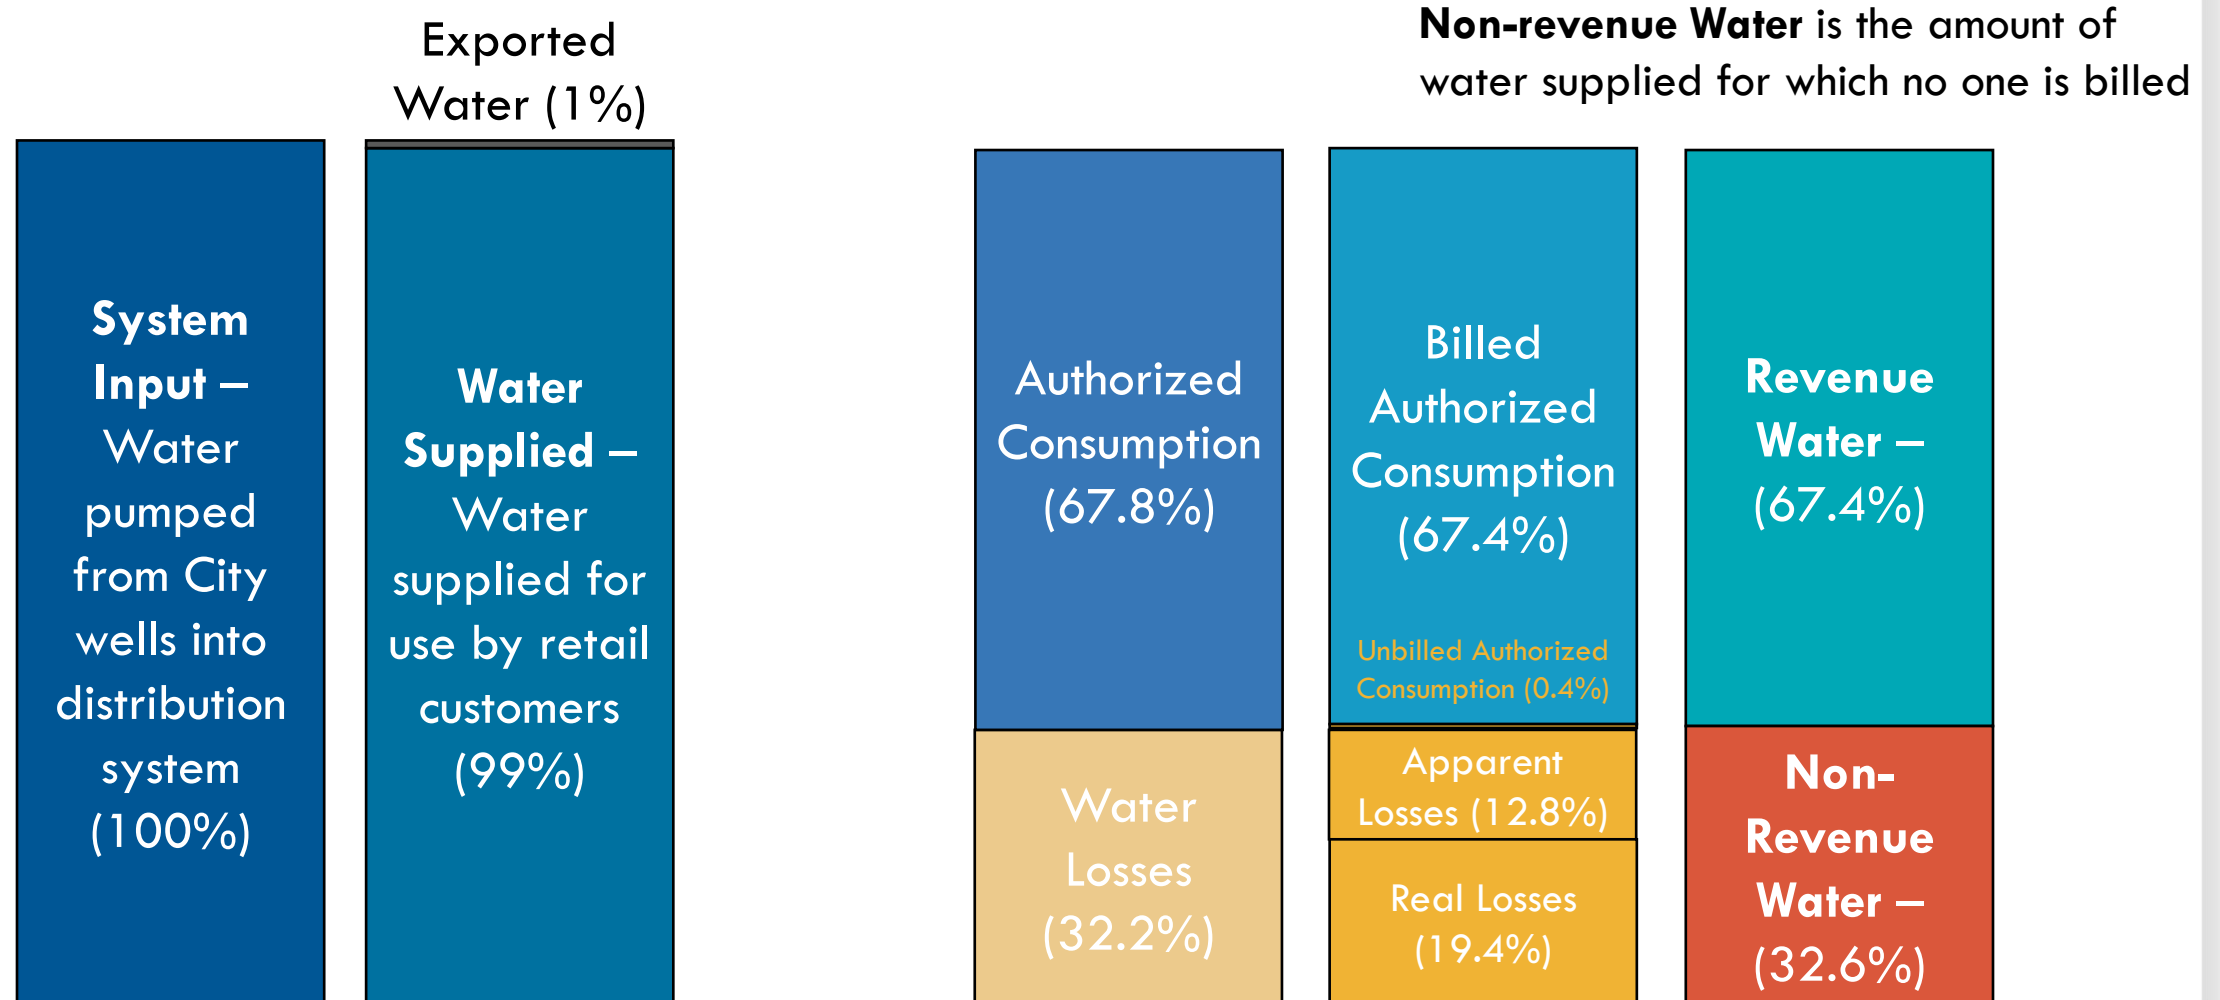 Exported
Water (1%)
Non-revenue Water is the amount of
water supplied for which no one is billed
System
Input –
Water
pumped
from City
wells into
distribution
system
(100%)
Water
Supplied –
Water
supplied for
use by retail
customers
(99%)
Authorized
Consumption
(67.8%)
Water
Losses
(32.2%)
Billed
Authorized
Consumption
(67.4%)
Unbilled Authorized
Consumption (0.4%)
Apparent
Losses (12.8%)
Real Losses
(19.4%)
Revenue
Water –
(67.4%)
Non-
Revenue
Water –
(32.6%)